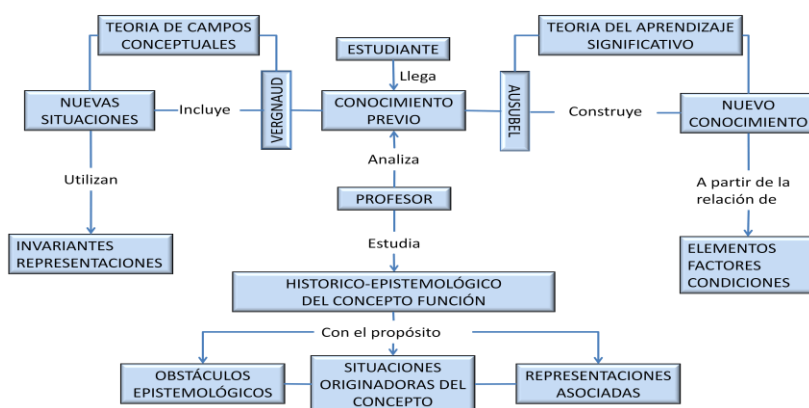 TEORIA DE CAMPOS
CONCEPTUALES
ESTUDIANTE
TEORIA DEL APRENDIZAJE
SIGNIFICATIVO
Llega
NUEVAS
SITUACIONES
Incluye
VERGNAUD
CONOCIMIENTO
PREVIO
AUSUBEL
Construye
NUEVO
CONOCIMIENTO
Utilizan
Analiza
A partir de la
relación de
PROFESOR
INVARIANTES
REPRESENTACIONES
Estudia
ELEMENTOS
FACTORES
CONDICIONES
HISTORICO-EPISTEMOLÓGICO
DEL CONCEPTO FUNCIÓN
Con el propósito
OBSTÁCULOS
EPISTEMOLÓGICOS
SITUACIONES
ORIGINADORAS DEL
CONCEPTO
REPRESENTACIONES
ASOCIADAS